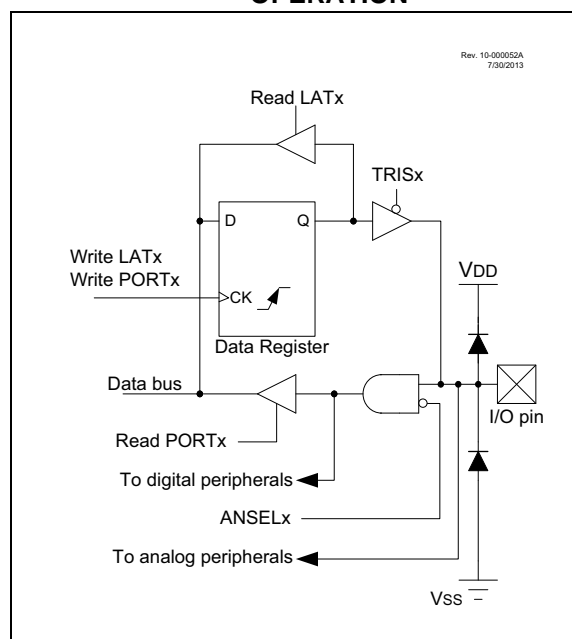 OPERATION
Rev. 10-000052A
7/30/2013
Read LATx
TRISx
D
Q
Write LATx
Write PORTx
CK
VDD
Data Register
Data bus
I/O pin
Read PORTx
To digital peripherals
ANSELx
To analog peripherals
VSS